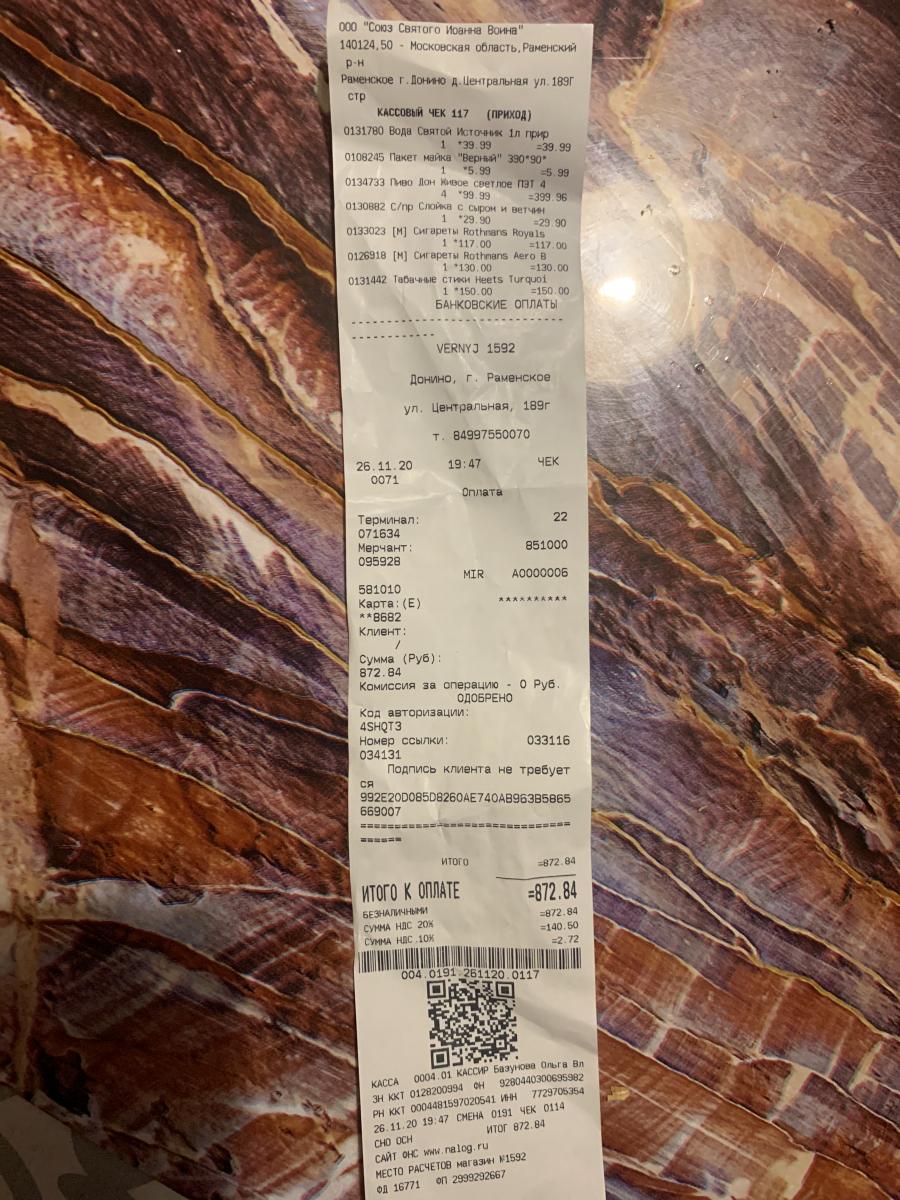 ООО "Союз Святого Иоанна Воина"
140124,50 - Московская область,Раменский
р-н
Раменское г.Донино д.Центральная ул.189Г
стр
КАССОВЫЙ ЧЕК 117 (ПРИХОД)
0131780 Вода Святой Источник 1л прир
1 *39.99 =39.99
0108245 Пакет майка "Верный" 390*90*
1 *5.99 =5.99
0134733 Пиво Дон Живое светлое ПЭТ 4
4 *99.99 =399.96
0130882 С/пр Слойка с сыром и ветчин
1 *29.90 =29.90
0133023 [М] Сигареты Rothmans Royals
1 *117.00 =117.00
0126918 [М] Сигареты Rothmans Aero B
1 *130.00 =130.00
0131442 Табачные стики Heets Turquoi
1 *150.00 =150.00
БАНКОВСКИЕ ОПЛАТЫ
------------------------------
------------
VERNYJ 1592
Донино, г. Раменское
ул. Центральная, 189г
т. 84997550070
26.11.20 19:47 ЧЕК
0071
Оплата
Терминал: 22
071634
Мерчант: 851000
095928
MIR A0000006
581010
Карта:(E) **********
**8682
Клиент:
/
Сумма (Руб):
872.84
Комиссия за операцию - 0 Руб.
ОДОБРЕНО
Код авторизации:
4SHQT3
Номер ссылки: 033116
034131
Подпись клиента не требует
ся
992E20D085D8260AE740AB963B5865
669007
==============================
======
ИТОГО =872.84
ИТОГО К ОПЛАТЕ =872.84
БЕЗНАЛИЧНЫМИ =872.84
СУММА НДС 20% =140.50
СУММА НДС 10% =2.72
004.0191.261120.0117
КАССА 0004.01 КАССИР Базунова Ольга Вл
ЗН ККТ 0128200994 ФН 9280440300695982
РН ККТ 0004481597020541 ИНН 7729705354
26.11.20 19:47 СМЕНА 0191 ЧЕК 0114
СНО ОСН ИТОГ 872.84
САЙТ ФНС www.nalog.ru
МЕСТО РАСЧЕТОВ магазин №1592
ФД 16771 ФП 2999292667